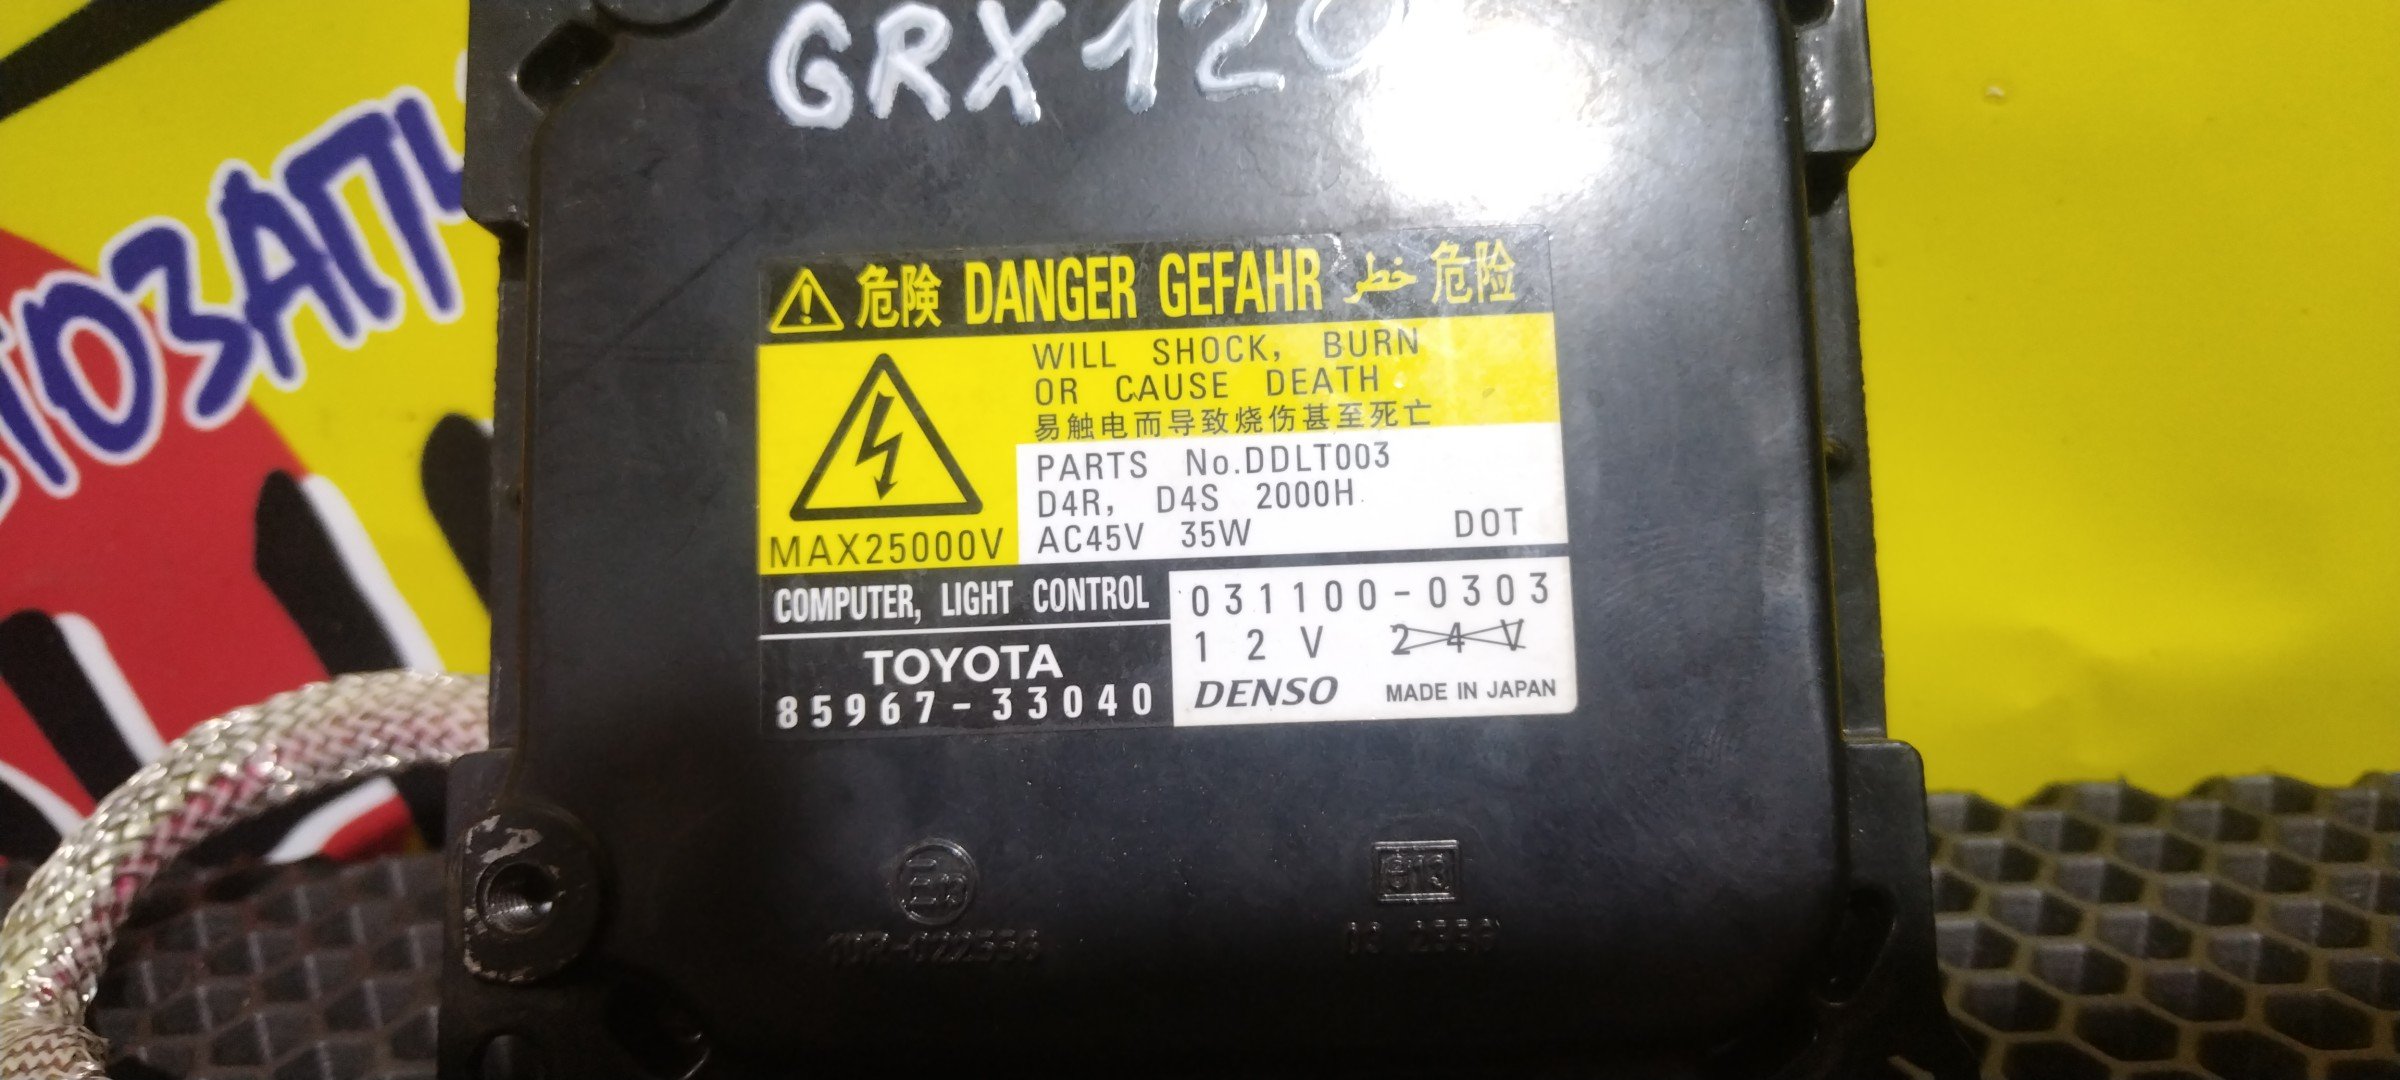 GRX120
ТОЗАПЧ
危険 DANGER GEFAHR خطر 危险
WILL SHOCK, BURN
OR CAUSE DEATH
易触电而导致烧伤甚至死亡
MAX25000V
PARTS No.DDLT003
D4R, D4S 2000H
AC45V 35W DOT
COMPUTER, LIGHT CONTROL
TOYOTA
85967-33040
031100-0303
12V 24V
DENSO MADE IN JAPAN
E13